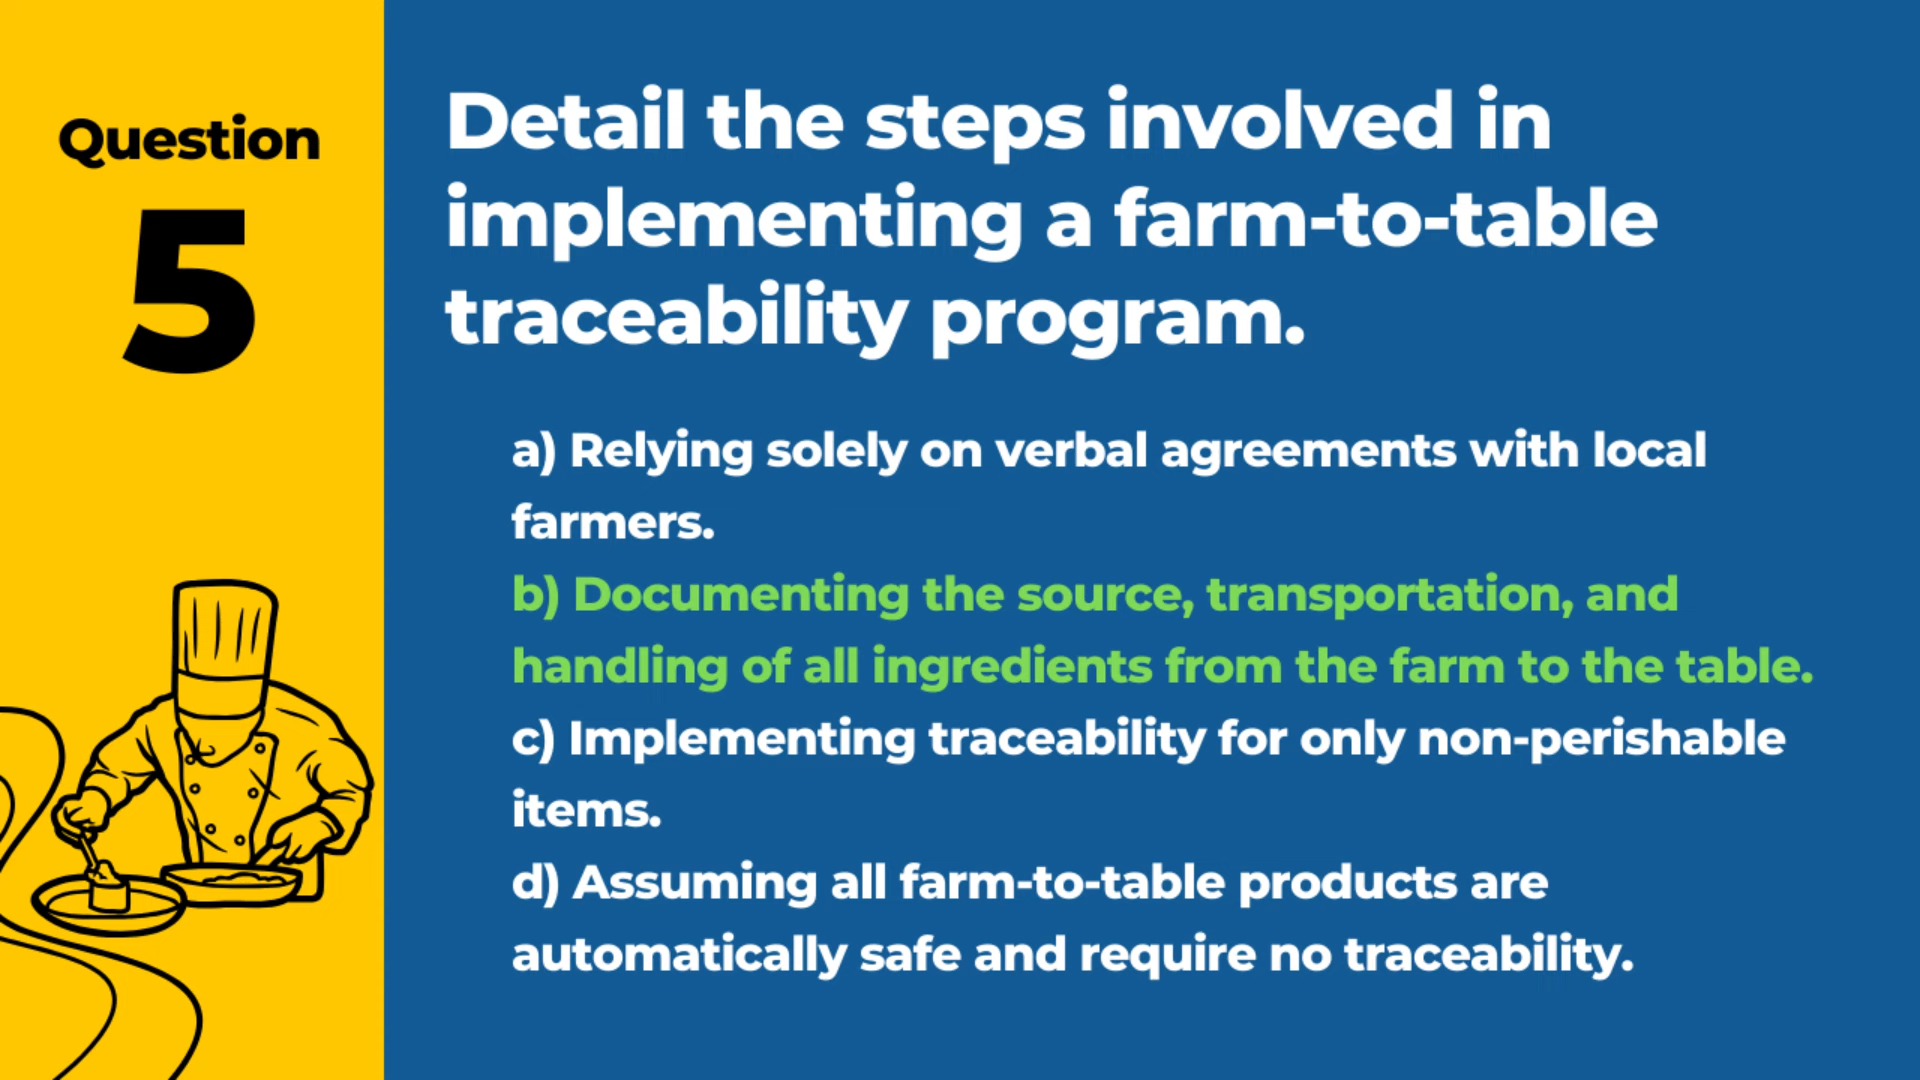 Question
5
Detail the steps involved in
implementing a farm-to-table
traceability program.
a) Relying solely on verbal agreements with local
farmers.
b) Documenting the source, transportation, and
handling of all ingredients from the farm to the table.
c) Implementing traceability for only non-perishable
items.
d) Assuming all farm-to-table products are
automatically safe and require no traceability.